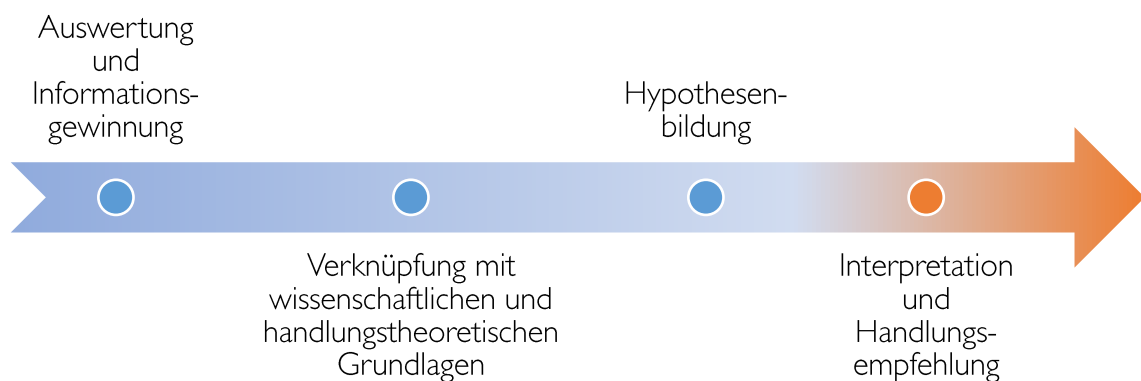 Auswertung
und
Informations-
gewinnung
Verknüpfung mit
wissenschaftlichen und
handlungstheoretischen
Grundlagen
Hypothesen-
bildung
Interpretation
und
Handlungs-
empfehlung